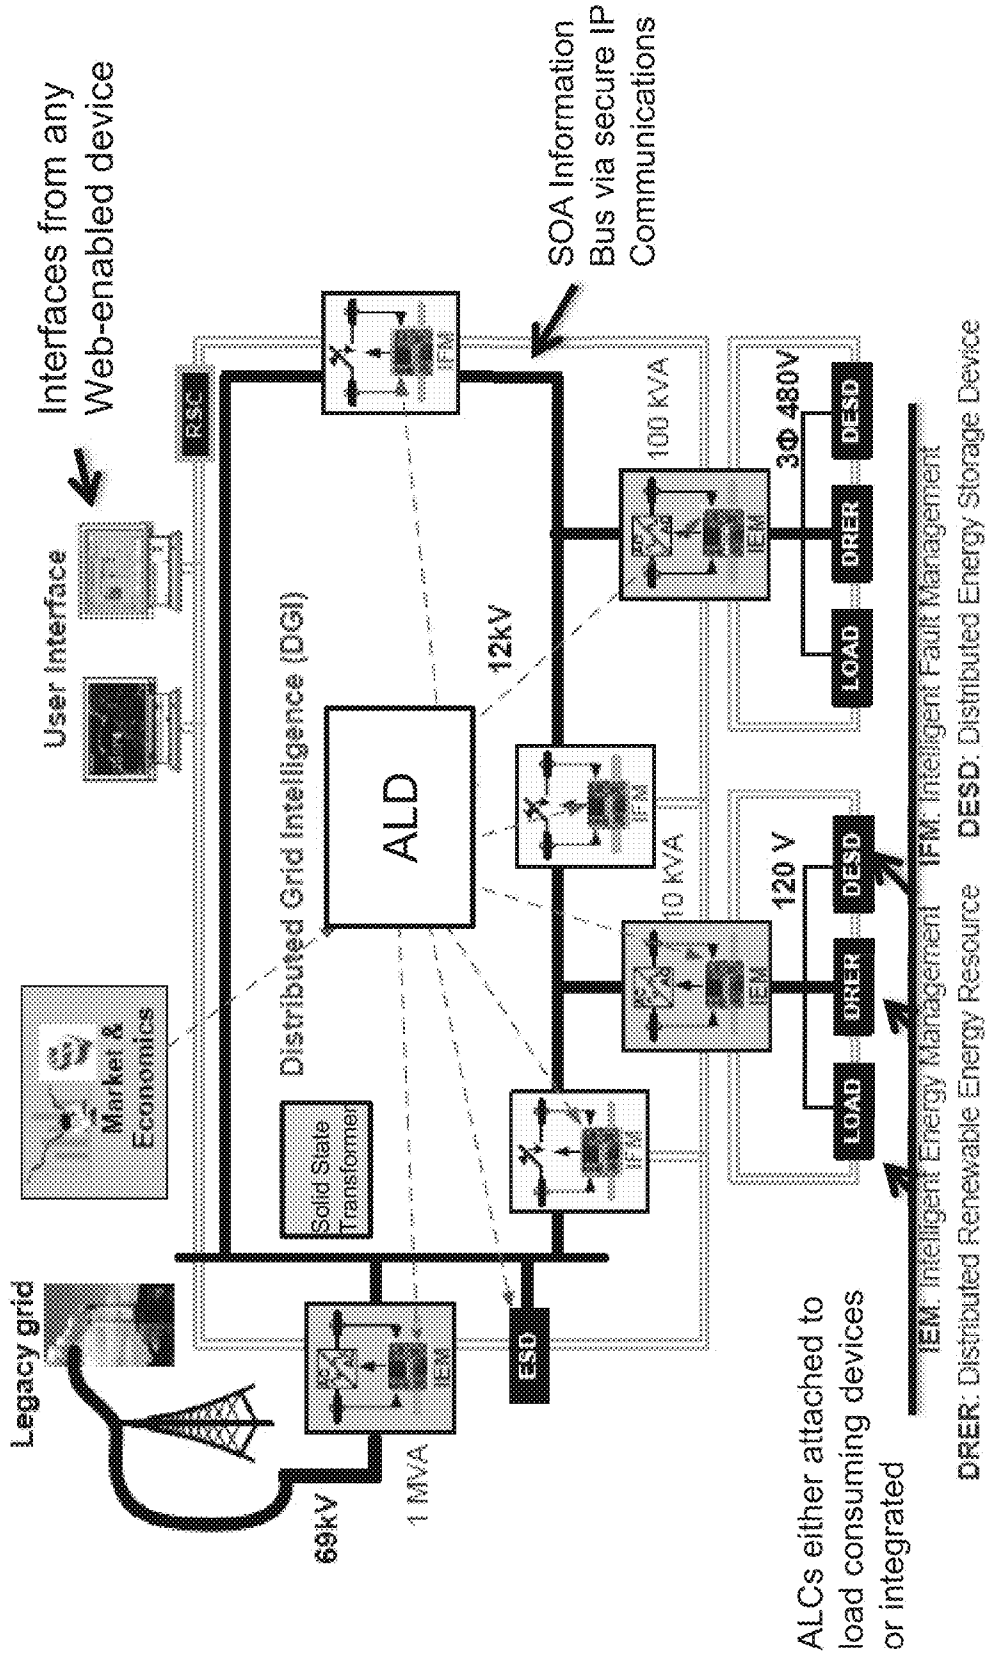 Interfaces from any
Web-enabled device
User Interface
Legacy grid
Market &
Economics
RSC
Distributed Grid Intelligence (DGI)
Solid State
Transformer
ALD
69kV
1 MVA
IEM
ESD
12kV
IFM
IFM
IFM
SOA Information
Bus via secure IP
Communications
10 kVA
IEM
100 kVA
IEM
120 V
3Φ 480V
LOAD
DRER
DESD
LOAD
DRER
DESD
ALCs either attached to
load consuming devices
or integrated
IEM: Intelligent Energy Management IFM: Intelligent Fault Management
DRER: Distributed Renewable Energy Resource DESD: Distributed Energy Storage Device